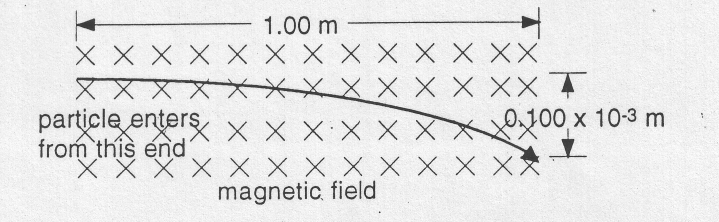 1.00 m
0.100 x 10-3 m
particle enters
from this end
magnetic field